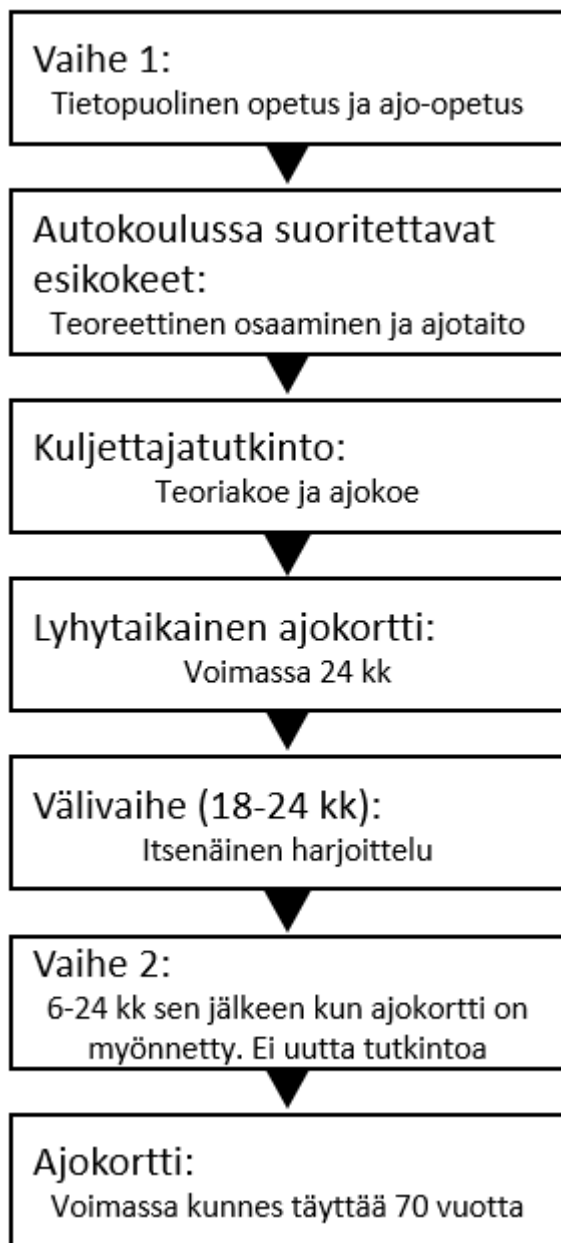 Vaihe 1:
Tietopuolinen opetus ja ajo-opetus
Autokoulussa suoritettavat
esikokeet:
Teoreettinen osaaminen ja ajotaito
Kuljettajatutkinto:
Teoriakoe ja ajokoe
Lyhytaikainen ajokortti:
Voimassa 24 kk
Välivaihe (18-24 kk):
Itsenäinen harjoittelu
Vaihe 2:
6-24 kk sen jälkeen kun ajokortti on
myönnetty. Ei uutta tutkintoa
Ajokortti:
Voimassa kunnes täyttää 70 vuotta